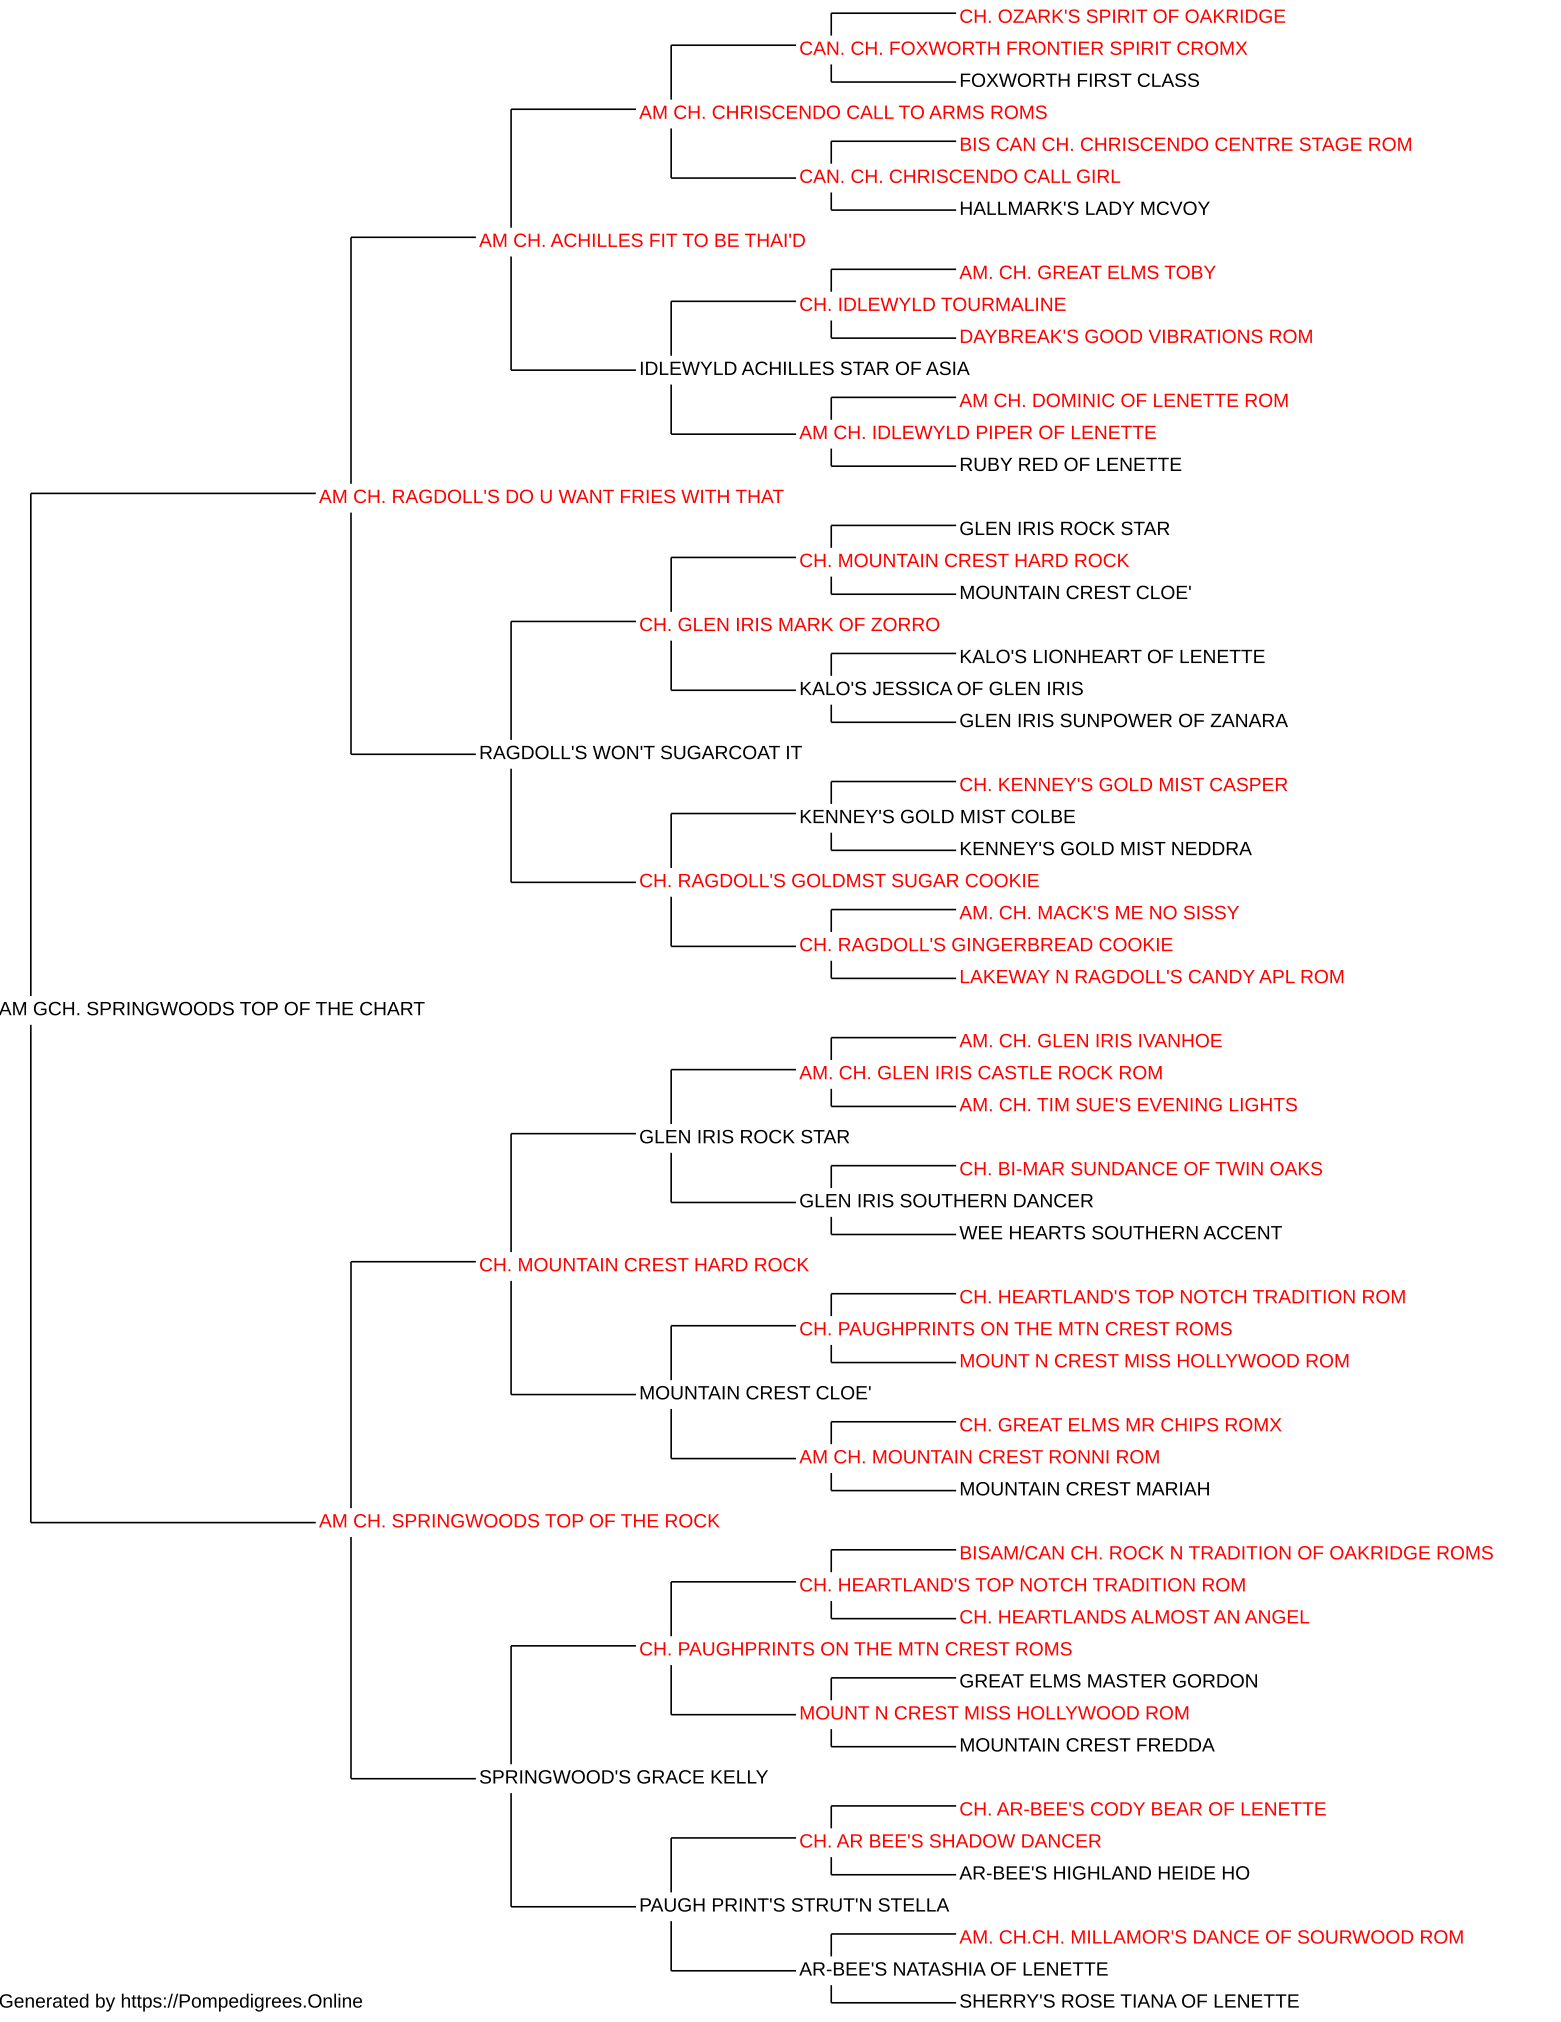 CH. OZARK'S SPIRIT OF OAKRIDGE
CAN. CH. FOXWORTH FRONTIER SPIRIT CROMX
FOXWORTH FIRST CLASS
AM CH. CHRISCENDO CALL TO ARMS ROMS
BIS CAN CH. CHRISCENDO CENTRE STAGE ROM
CAN. CH. CHRISCENDO CALL GIRL
HALLMARK'S LADY MCVOY
AM CH. ACHILLES FIT TO BE THAI'D
AM. CH. GREAT ELMS TOBY
CH. IDLEWYLD TOURMALINE
DAYBREAK'S GOOD VIBRATIONS ROM
IDLEWYLD ACHILLES STAR OF ASIA
AM CH. DOMINIC OF LENETTE ROM
AM CH. IDLEWYLD PIPER OF LENETTE
RUBY RED OF LENETTE
AM CH. RAGDOLL'S DO U WANT FRIES WITH THAT
GLEN IRIS ROCK STAR
CH. MOUNTAIN CREST HARD ROCK
MOUNTAIN CREST CLOE'
CH. GLEN IRIS MARK OF ZORRO
KALO'S LIONHEART OF LENETTE
KALO'S JESSICA OF GLEN IRIS
GLEN IRIS SUNPOWER OF ZANARA
RAGDOLL'S WON'T SUGARCOAT IT
CH. KENNEY'S GOLD MIST CASPER
KENNEY'S GOLD MIST COLBE
KENNEY'S GOLD MIST NEDDRA
CH. RAGDOLL'S GOLDMST SUGAR COOKIE
AM. CH. MACK'S ME NO SISSY
CH. RAGDOLL'S GINGERBREAD COOKIE
LAKEWAY N RAGDOLL'S CANDY APL ROM
AM GCH. SPRINGWOODS TOP OF THE CHART
AM. CH. GLEN IRIS IVANHOE
AM. CH. GLEN IRIS CASTLE ROCK ROM
AM. CH. TIM SUE'S EVENING LIGHTS
GLEN IRIS ROCK STAR
CH. BI-MAR SUNDANCE OF TWIN OAKS
GLEN IRIS SOUTHERN DANCER
WEE HEARTS SOUTHERN ACCENT
CH. MOUNTAIN CREST HARD ROCK
CH. HEARTLAND'S TOP NOTCH TRADITION ROM
CH. PAUGHPRINTS ON THE MTN CREST ROMS
MOUNT N CREST MISS HOLLYWOOD ROM
MOUNTAIN CREST CLOE'
CH. GREAT ELMS MR CHIPS ROMX
AM CH. MOUNTAIN CREST RONNI ROM
MOUNTAIN CREST MARIAH
AM CH. SPRINGWOODS TOP OF THE ROCK
BISAM/CAN CH. ROCK N TRADITION OF OAKRIDGE ROMS
CH. HEARTLAND'S TOP NOTCH TRADITION ROM
CH. HEARTLANDS ALMOST AN ANGEL
CH. PAUGHPRINTS ON THE MTN CREST ROMS
GREAT ELMS MASTER GORDON
MOUNT N CREST MISS HOLLYWOOD ROM
MOUNTAIN CREST FREDDA
SPRINGWOOD'S GRACE KELLY
CH. AR-BEE'S CODY BEAR OF LENETTE
CH. AR BEE'S SHADOW DANCER
AR-BEE'S HIGHLAND HEIDE HO
PAUGH PRINT'S STRUT'N STELLA
AM. CH.CH. MILLAMOR'S DANCE OF SOURWOOD ROM
AR-BEE'S NATASHIA OF LENETTE
SHERRY'S ROSE TIANA OF LENETTE
Generated by https://Pompedigrees.Online